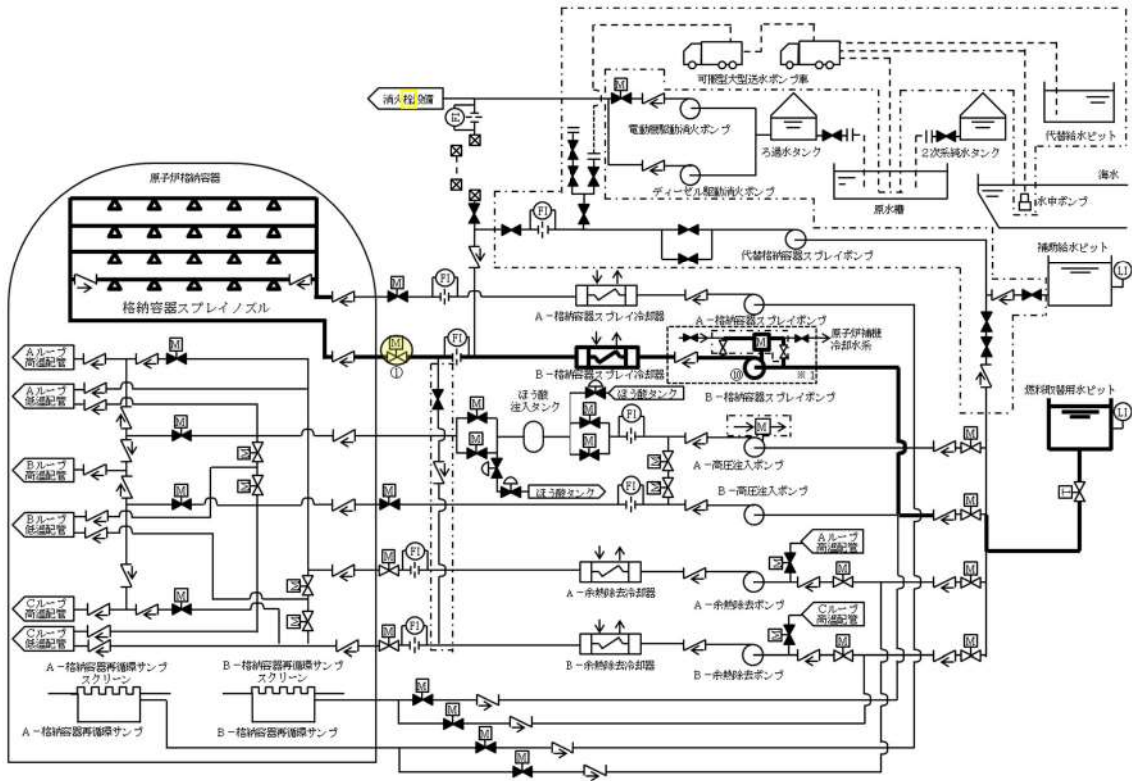 可搬型大型送水ポンプ車
消火栓設備
FI
M
電動機駆動消火ポンプ
ろ過水タンク
2次系純水タンク
代替給水ピット
海水
ディーゼル駆動消火ポンプ
原水槽
水中ポンプ
原子炉格納容器
FI
代替格納容器スプレイポンプ
補助給水ピット
LI
格納容器スプレイノズル
M
FI
A-格納容器スプレイ冷却器
A-格納容器スプレイポンプ
原子炉補機
冷却水系
M
①
FI
B-格納容器スプレイ冷却器
M
⑩
※1
B-格納容器スプレイポンプ
燃料取替用水ピット
LI
Aループ
高温配管
M
Aループ
低温配管
ほう酸
注入タンク
ほう酸タンク
M
M
M
M
M
FI
M
A-高圧注入ポンプ
M
M
M
M
Bループ
高温配管
M
ほう酸タンク
FI
B-高圧注入ポンプ
M
M
M
Bループ
低温配管
Aループ
高温配管
M
FI
A-余熱除去冷却器
M
M
M
A-余熱除去ポンプ
M
Cループ
高温配管
M
M
Cループ
高温配管
Cループ
低温配管
M
FI
B-余熱除去冷却器
M
M
M
B-余熱除去ポンプ
A-格納容器再循環サンプ
スクリーン
B-格納容器再循環サンプ
スクリーン
M
A-格納容器再循環サンプ
B-格納容器再循環サンプ
M
M
M